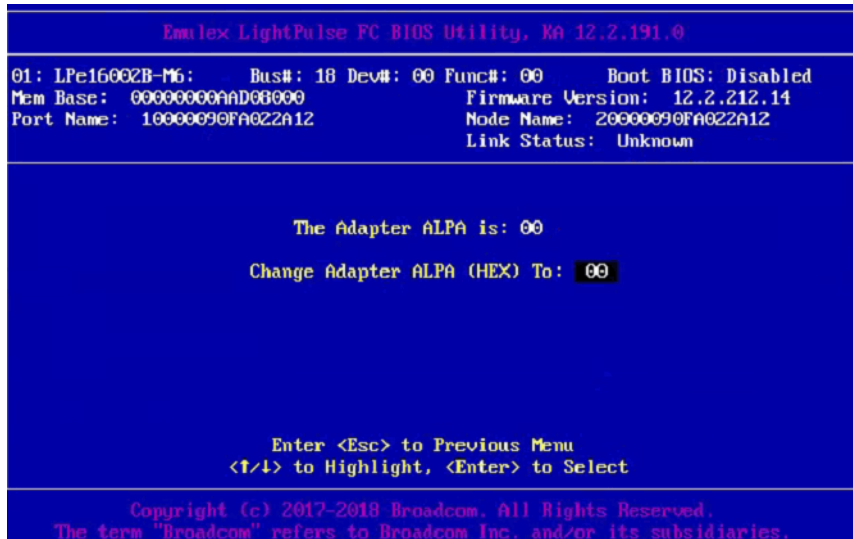 Emulex LightPulse FC BIOS Utility, KA 12.2.191.0
01: LPe16002B-M6: Bus#: 18 Dev#: 00 Func#: 00 Boot BIOS: Disabled
Mem Base: 00000000AAD08000 Firmware Version: 12.2.212.14
Port Name: 10000090FA022A12 Node Name: 20000090FA022A12
Link Status: Unknown
The Adapter ALPA is: 00
Change Adapter ALPA (HEX) To: 00
Enter <Esc> to Previous Menu
<↑/↓> to Highlight, <Enter> to Select
Copyright (c) 2017-2018 Broadcom. All Rights Reserved.
The term "Broadcom" refers to Broadcom Inc. and/or its subsidiaries.